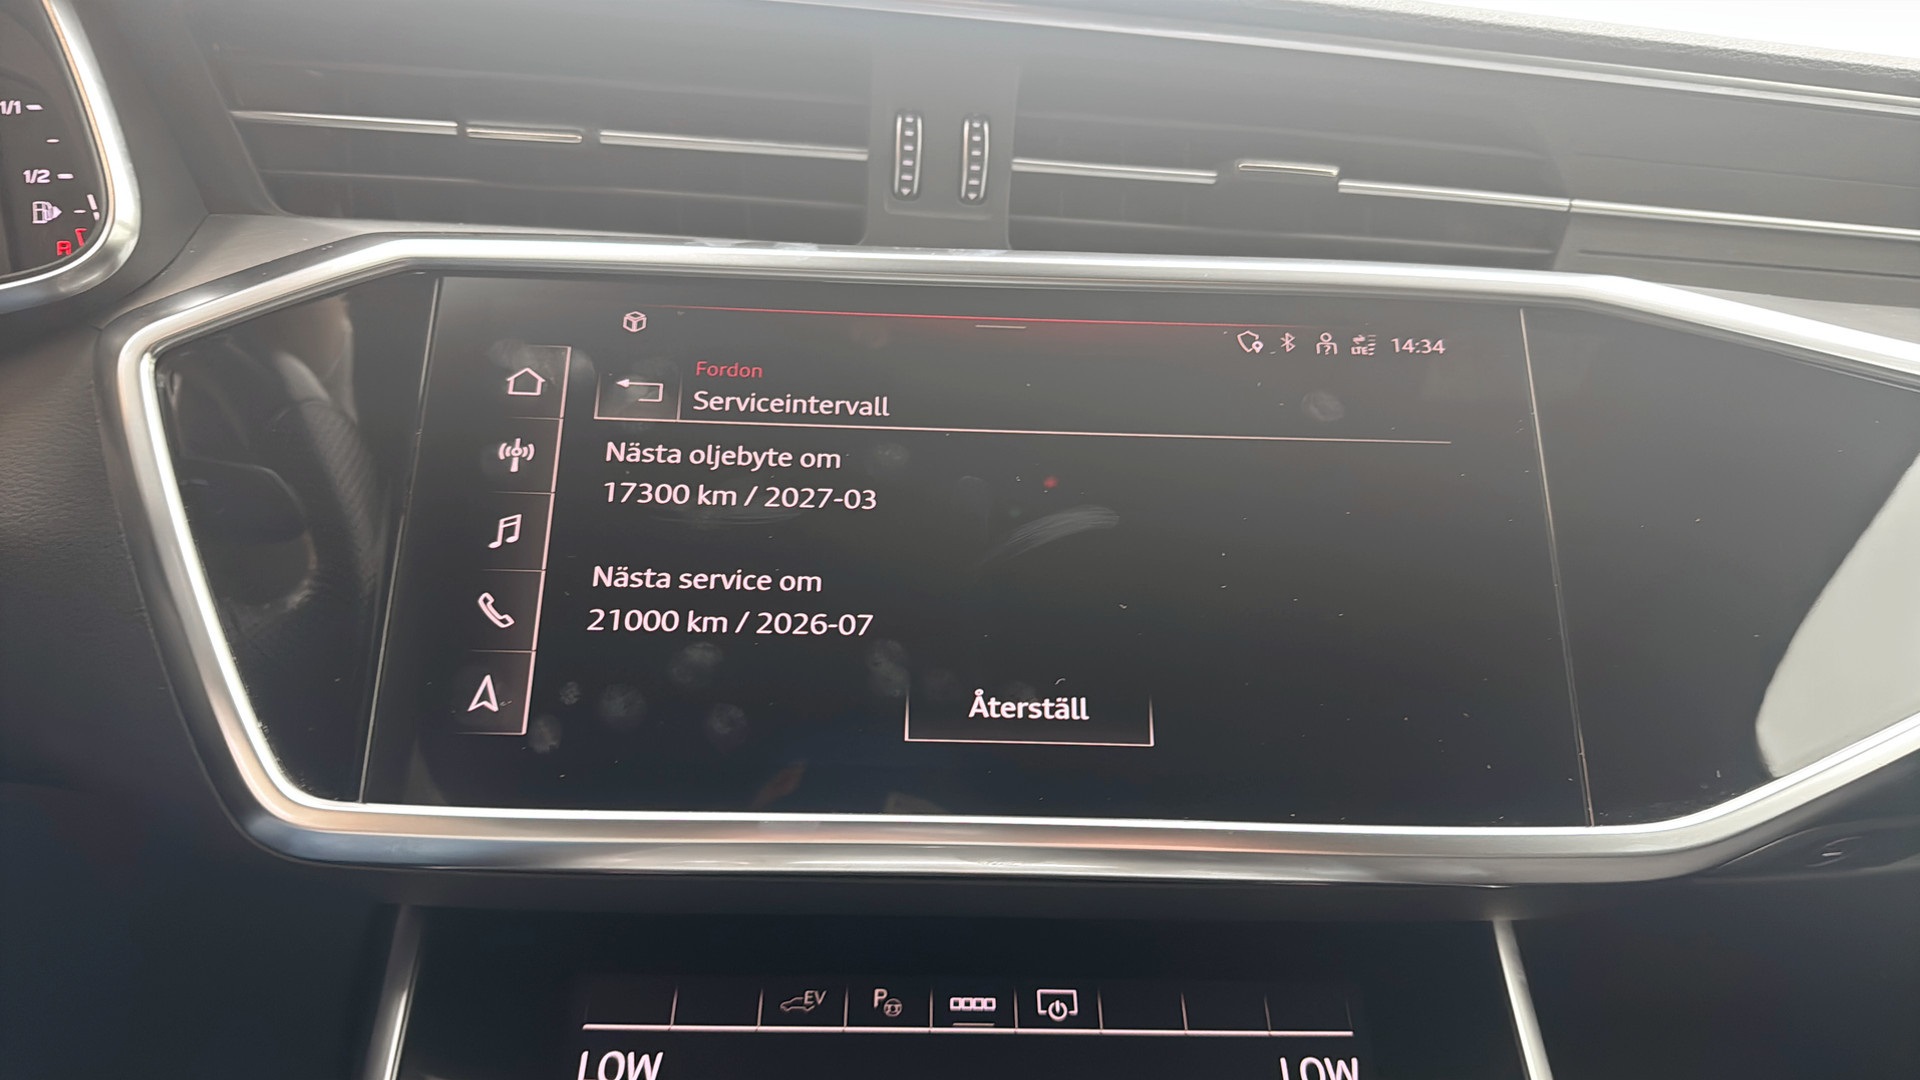 1/1
1/2
14:34
Fordon
Serviceintervall
Nästa oljebyte om
17300 km / 2027-03
Nästa service om
21000 km / 2026-07
Återställ
EV
P
LOW
LOW